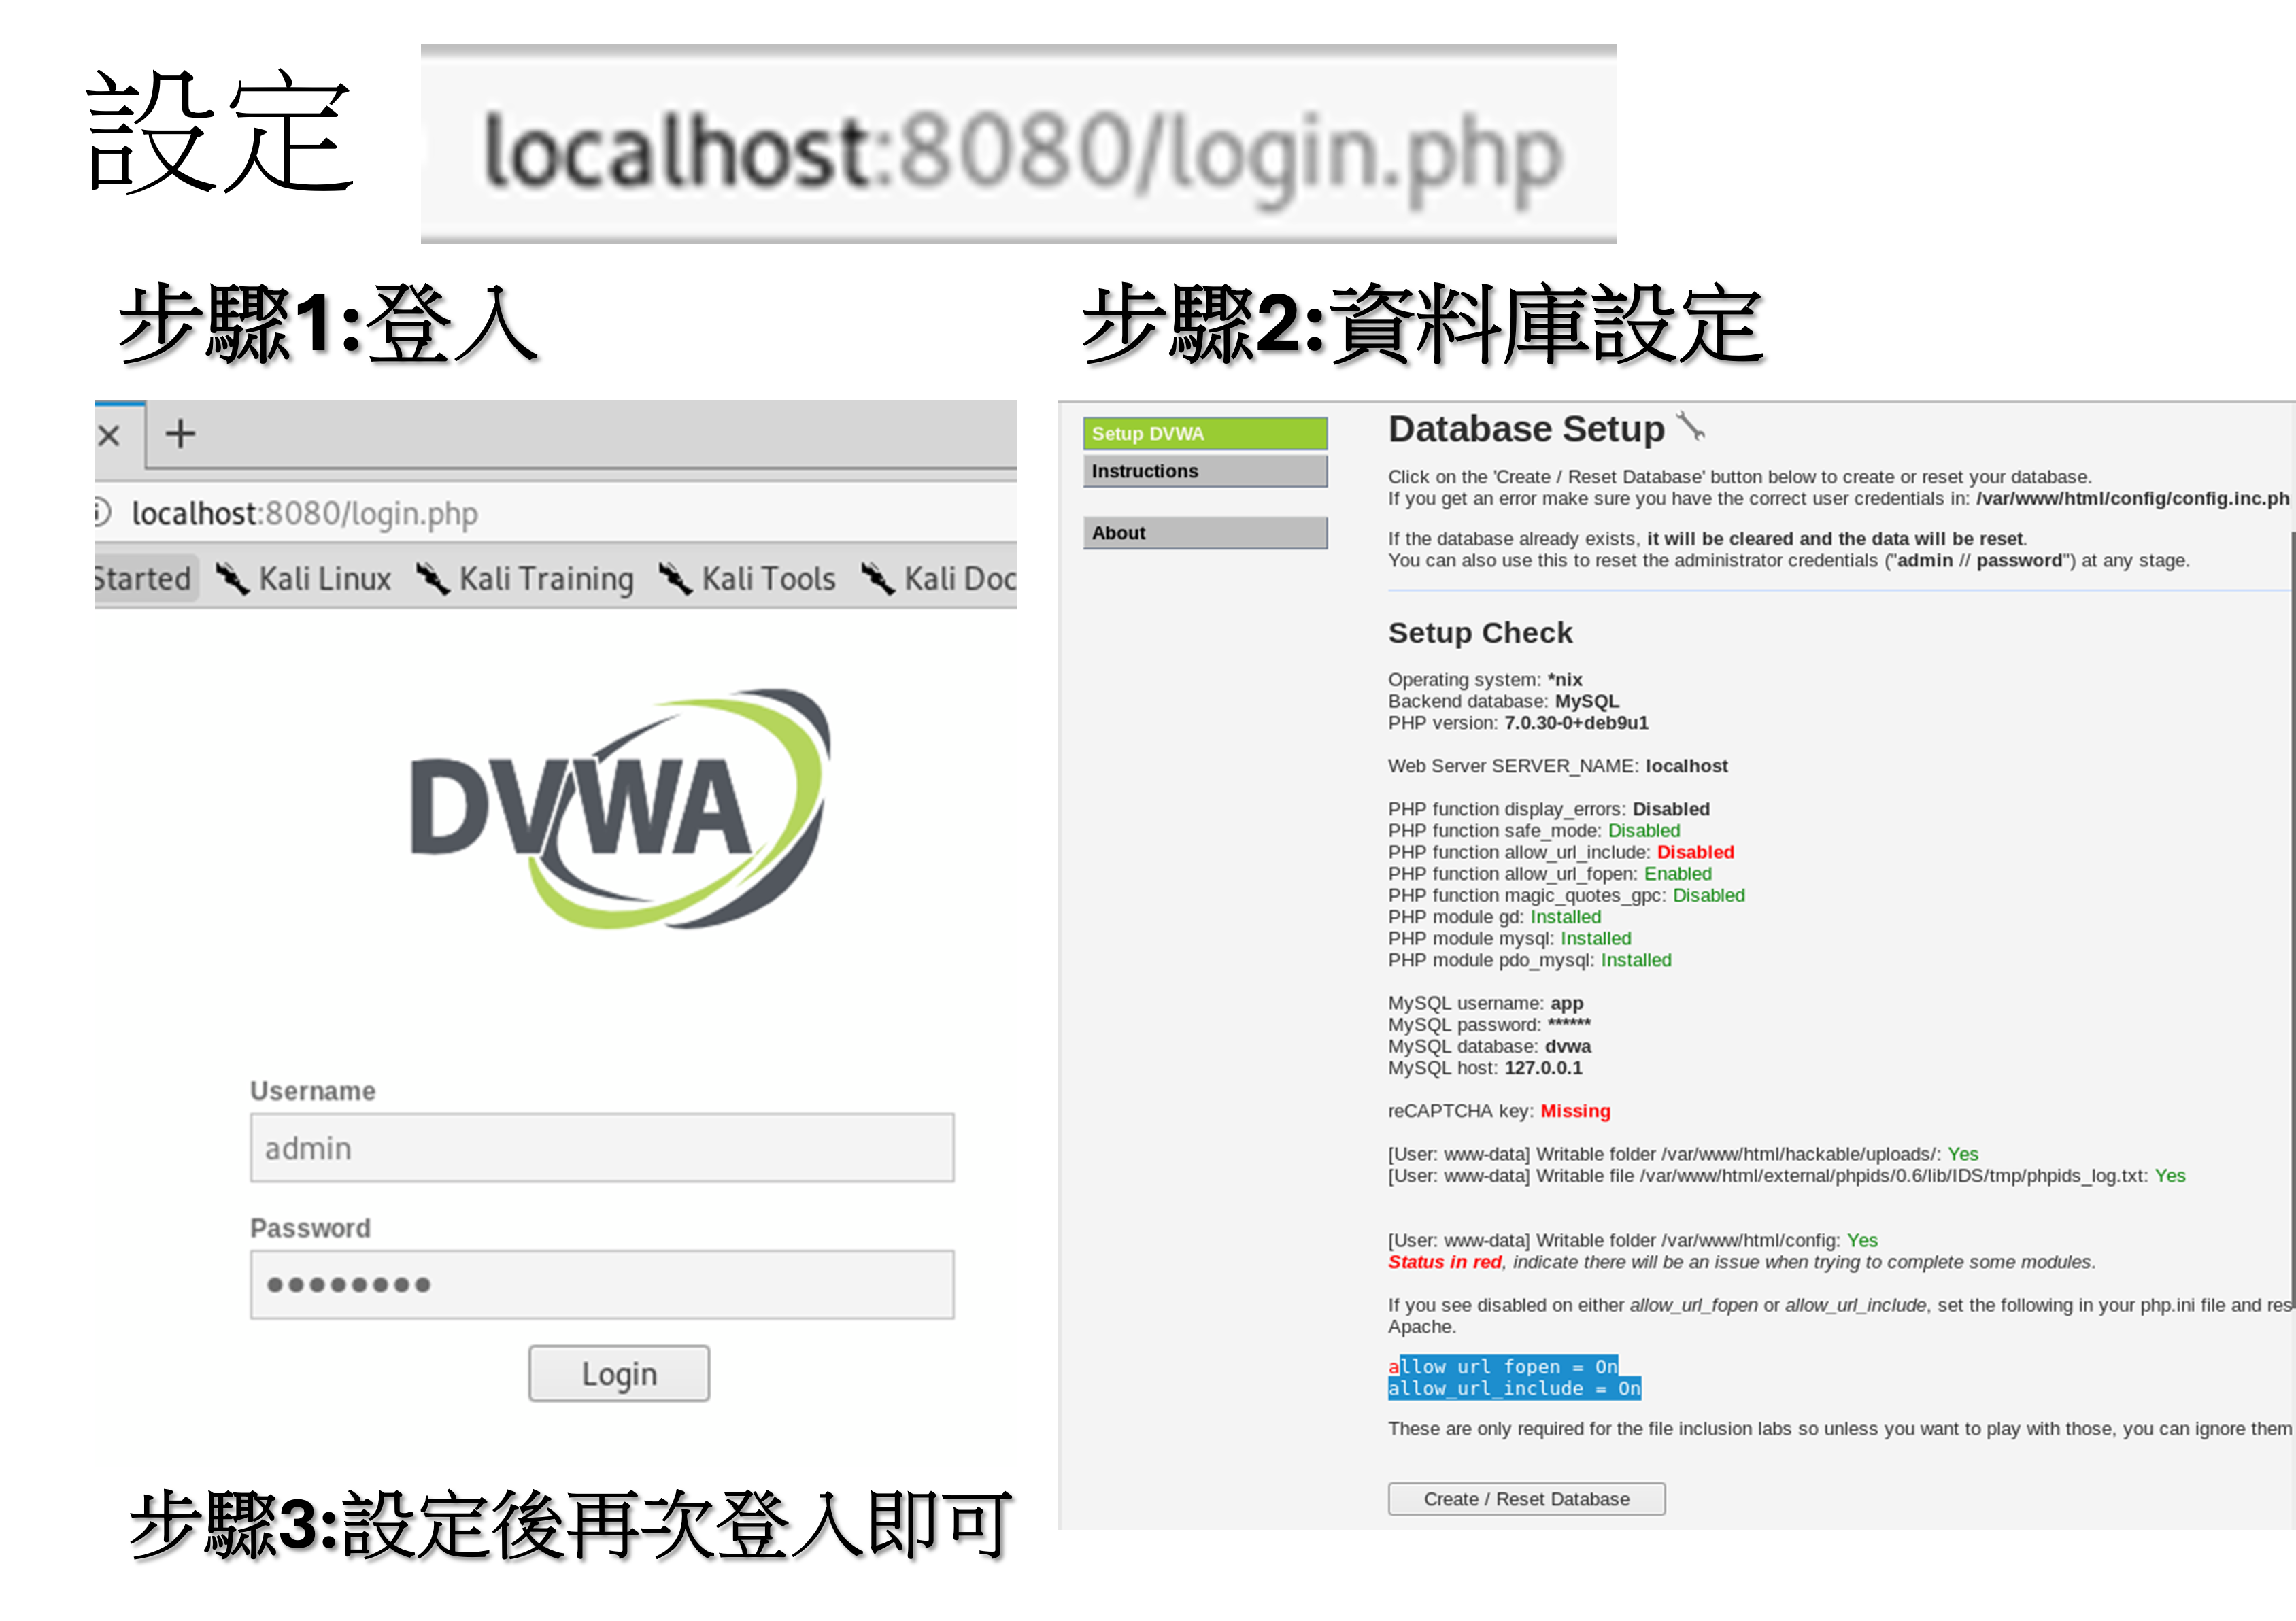 設定
localhost:8080/login.php
步驟1:登入
localhost:8080/login.php
Started Kali Linux Kali Training Kali Tools Kali Doc
DVWA
Username
admin
Password
••••••••
Login
步驟2:資料庫設定
Setup DVWA
Instructions
About
Database Setup
Click on the 'Create / Reset Database' button below to create or reset your database.
If you get an error make sure you have the correct user credentials in: /var/www/html/config/config.inc.ph
If the database already exists, it will be cleared and the data will be reset.
You can also use this to reset the administrator credentials ("admin // password") at any stage.
Setup Check
Operating system: *nix
Backend database: MySQL
PHP version: 7.0.30-0+deb9u1
Web Server SERVER_NAME: localhost
PHP function display_errors: Disabled
PHP function safe_mode: Disabled
PHP function allow_url_include: Disabled
PHP function allow_url_fopen: Enabled
PHP function magic_quotes_gpc: Disabled
PHP module gd: Installed
PHP module mysql: Installed
PHP module pdo_mysql: Installed
MySQL username: app
MySQL password: ******
MySQL database: dvwa
MySQL host: 127.0.0.1
reCAPTCHA key: Missing
[User: www-data] Writable folder /var/www/html/hackable/uploads/: Yes
[User: www-data] Writable file /var/www/html/external/phpids/0.6/lib/IDS/tmp/phpids_log.txt: Yes
[User: www-data] Writable folder /var/www/html/config: Yes
Status in red, indicate there will be an issue when trying to complete some modules.
If you see disabled on either allow_url_fopen or allow_url_include, set the following in your php.ini file and res
Apache.
allow_url_fopen = On
allow_url_include = On
These are only required for the file inclusion labs so unless you want to play with those, you can ignore them
Create / Reset Database
步驟3:設定後再次登入即可